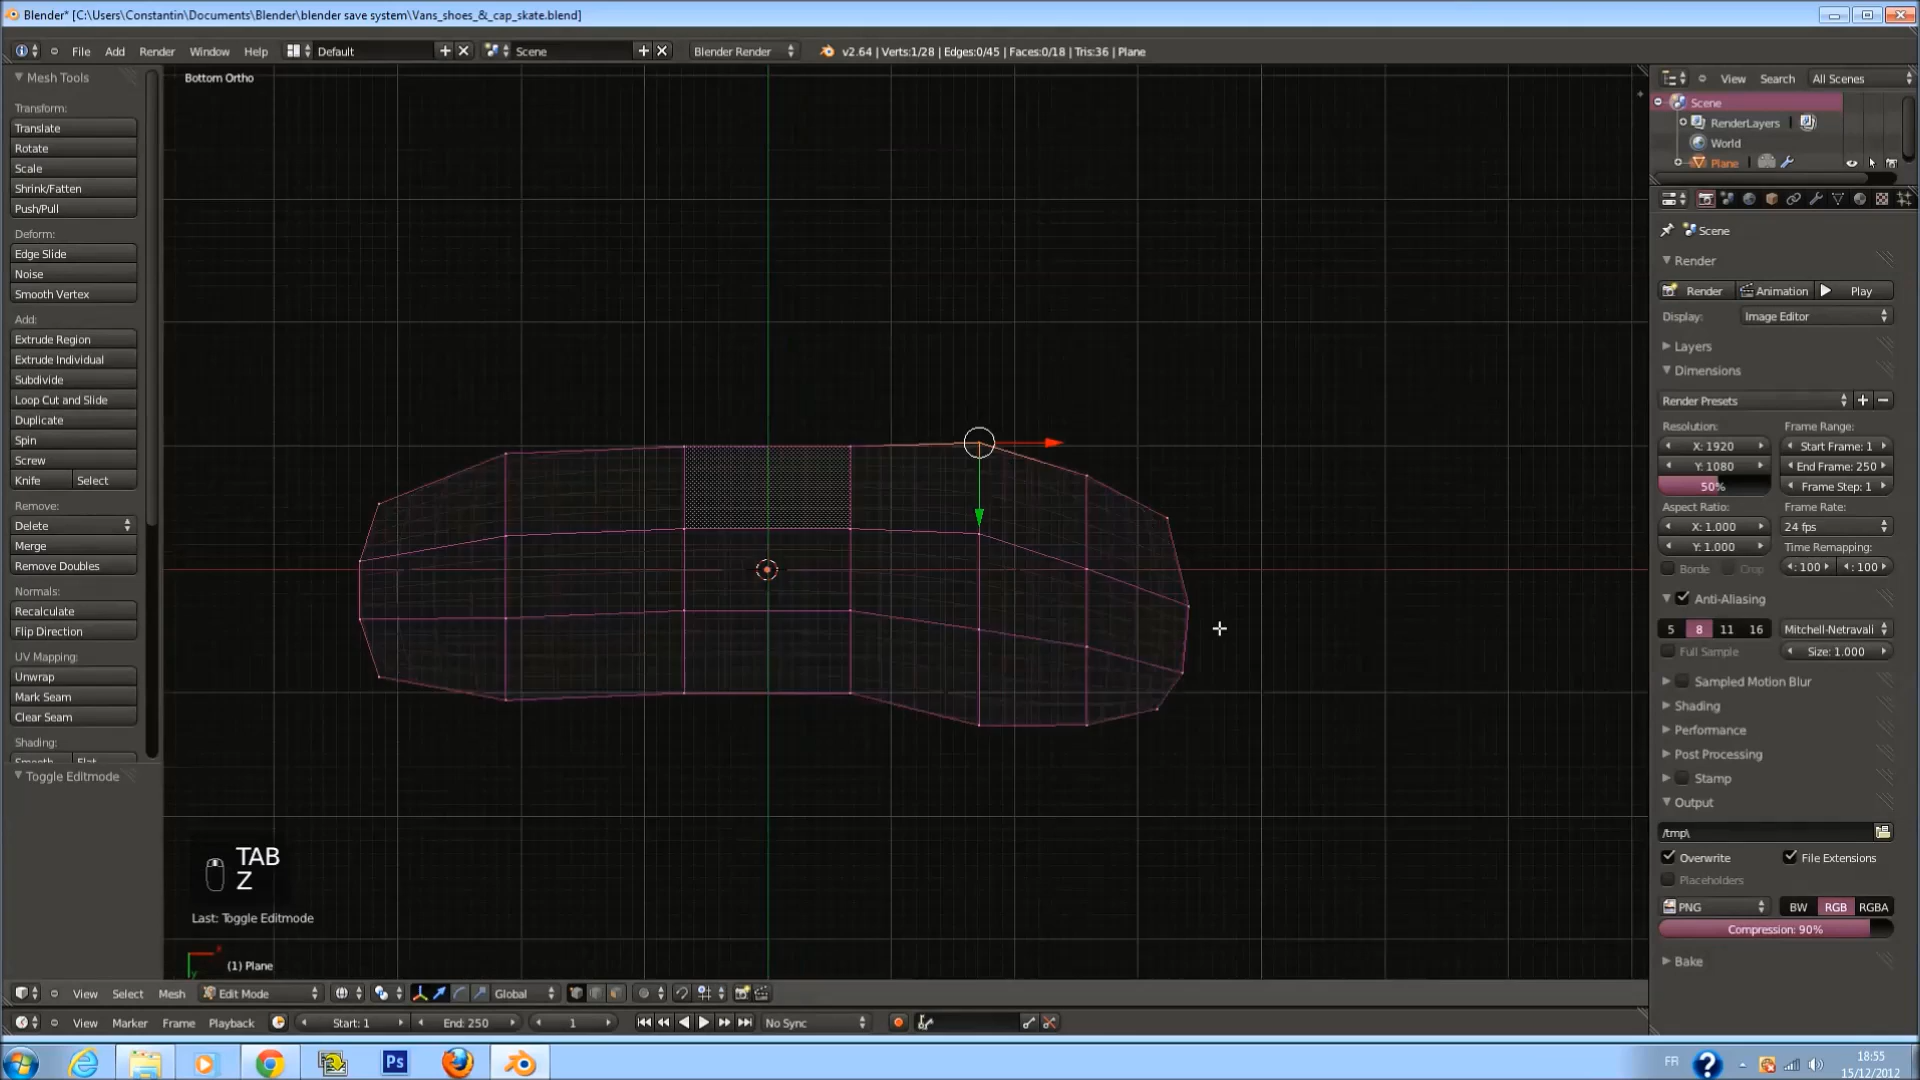 Blender* [C:\Users\Constantin\Documents\Blender\blender save system\Vans_shoes_&_cap_skate.blend]
File Add Render Window Help Default Scene Blender Render v2.64 | Verts:1/28 | Edges:0/45 | Faces:0/18 | Tris:36 | Plane
Mesh Tools
Transform:
Translate
Rotate
Scale
Shrink/Fatten
Push/Pull
Deform:
Edge Slide
Noise
Smooth Vertex
Add:
Extrude Region
Extrude Individual
Subdivide
Loop Cut and Slide
Duplicate
Spin
Screw
Knife Select
Remove:
Delete
Merge
Remove Doubles
Normals:
Recalculate
Flip Direction
UV Mapping:
Unwrap
Mark Seam
Clear Seam
Shading:
Smooth Flat
Toggle Editmode
Bottom Ortho
TAB
Z
Last: Toggle Editmode
(1) Plane
View Search All Scenes
Scene
RenderLayers
World
Plane
Scene
Render
Render Animation Play
Display: Image Editor
Layers
Dimensions
Render Presets
Resolution: Frame Range:
X: 1920 Start Frame: 1
Y: 1080 End Frame: 250
50% Frame Step: 1
Aspect Ratio: Frame Rate:
X: 1.000 24 fps
Y: 1.000 Time Remapping:
Borde Crop : 100 : 100
Anti-Aliasing
5 8 11 16 Mitchell-Netravali
Full Sample Size: 1.000
Sampled Motion Blur
Shading
Performance
Post Processing
Stamp
Output
/tmp\
Overwrite File Extensions
Placeholders
PNG BW RGB RGBA
Compression: 90%
Bake
View Select Mesh Edit Mode Global
View Marker Frame Playback Start: 1 End: 250 1 No Sync
Ps
FR
18:55
15/12/2012